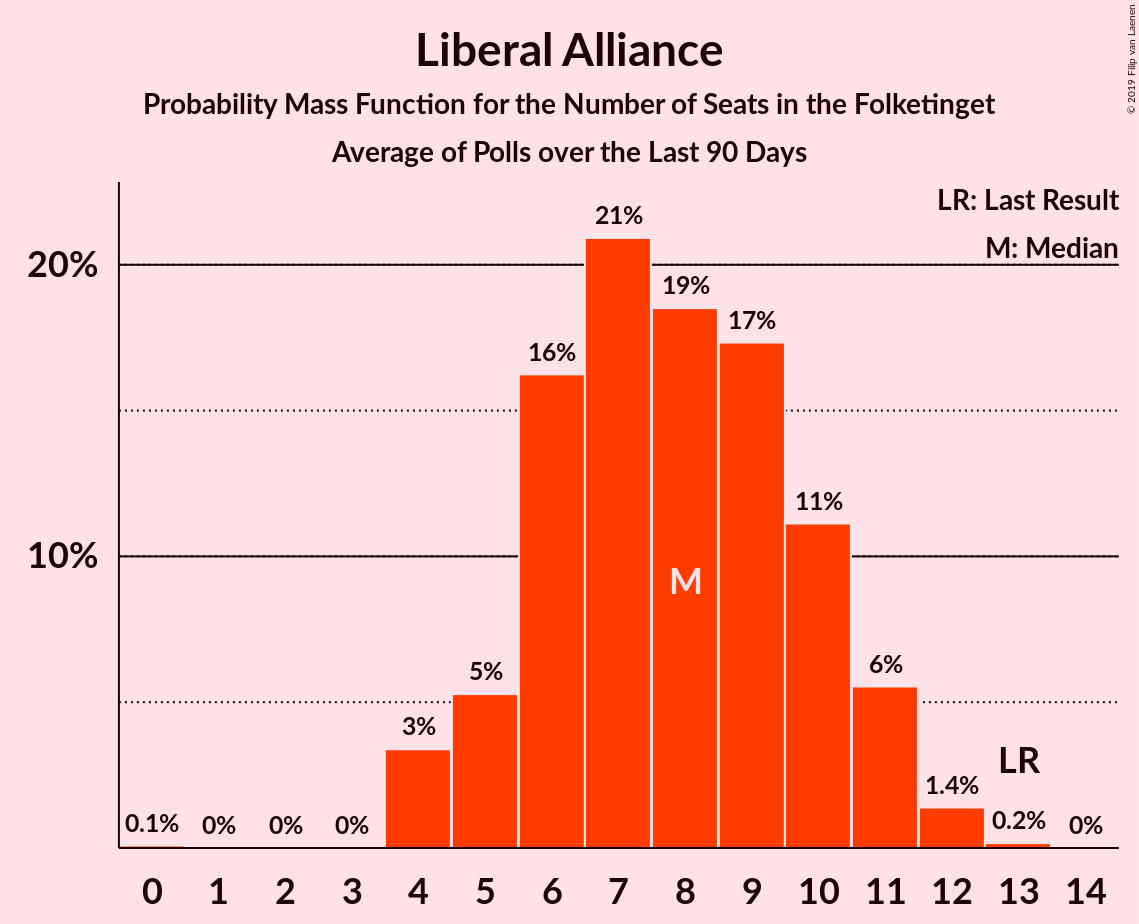 Liberal Alliance
Probability Mass Function for the Number of Seats in the Folketinget
Average of Polls over the Last 90 Days
© 2019 Filip van Laenen
LR: Last Result
M: Median
20%
10%
0.1%
0%
0%
0%
3%
5%
16%
21%
19%
17%
11%
6%
1.4%
0.2%
0%
M
LR
0 1 2 3 4 5 6 7 8 9 10 11 12 13 14